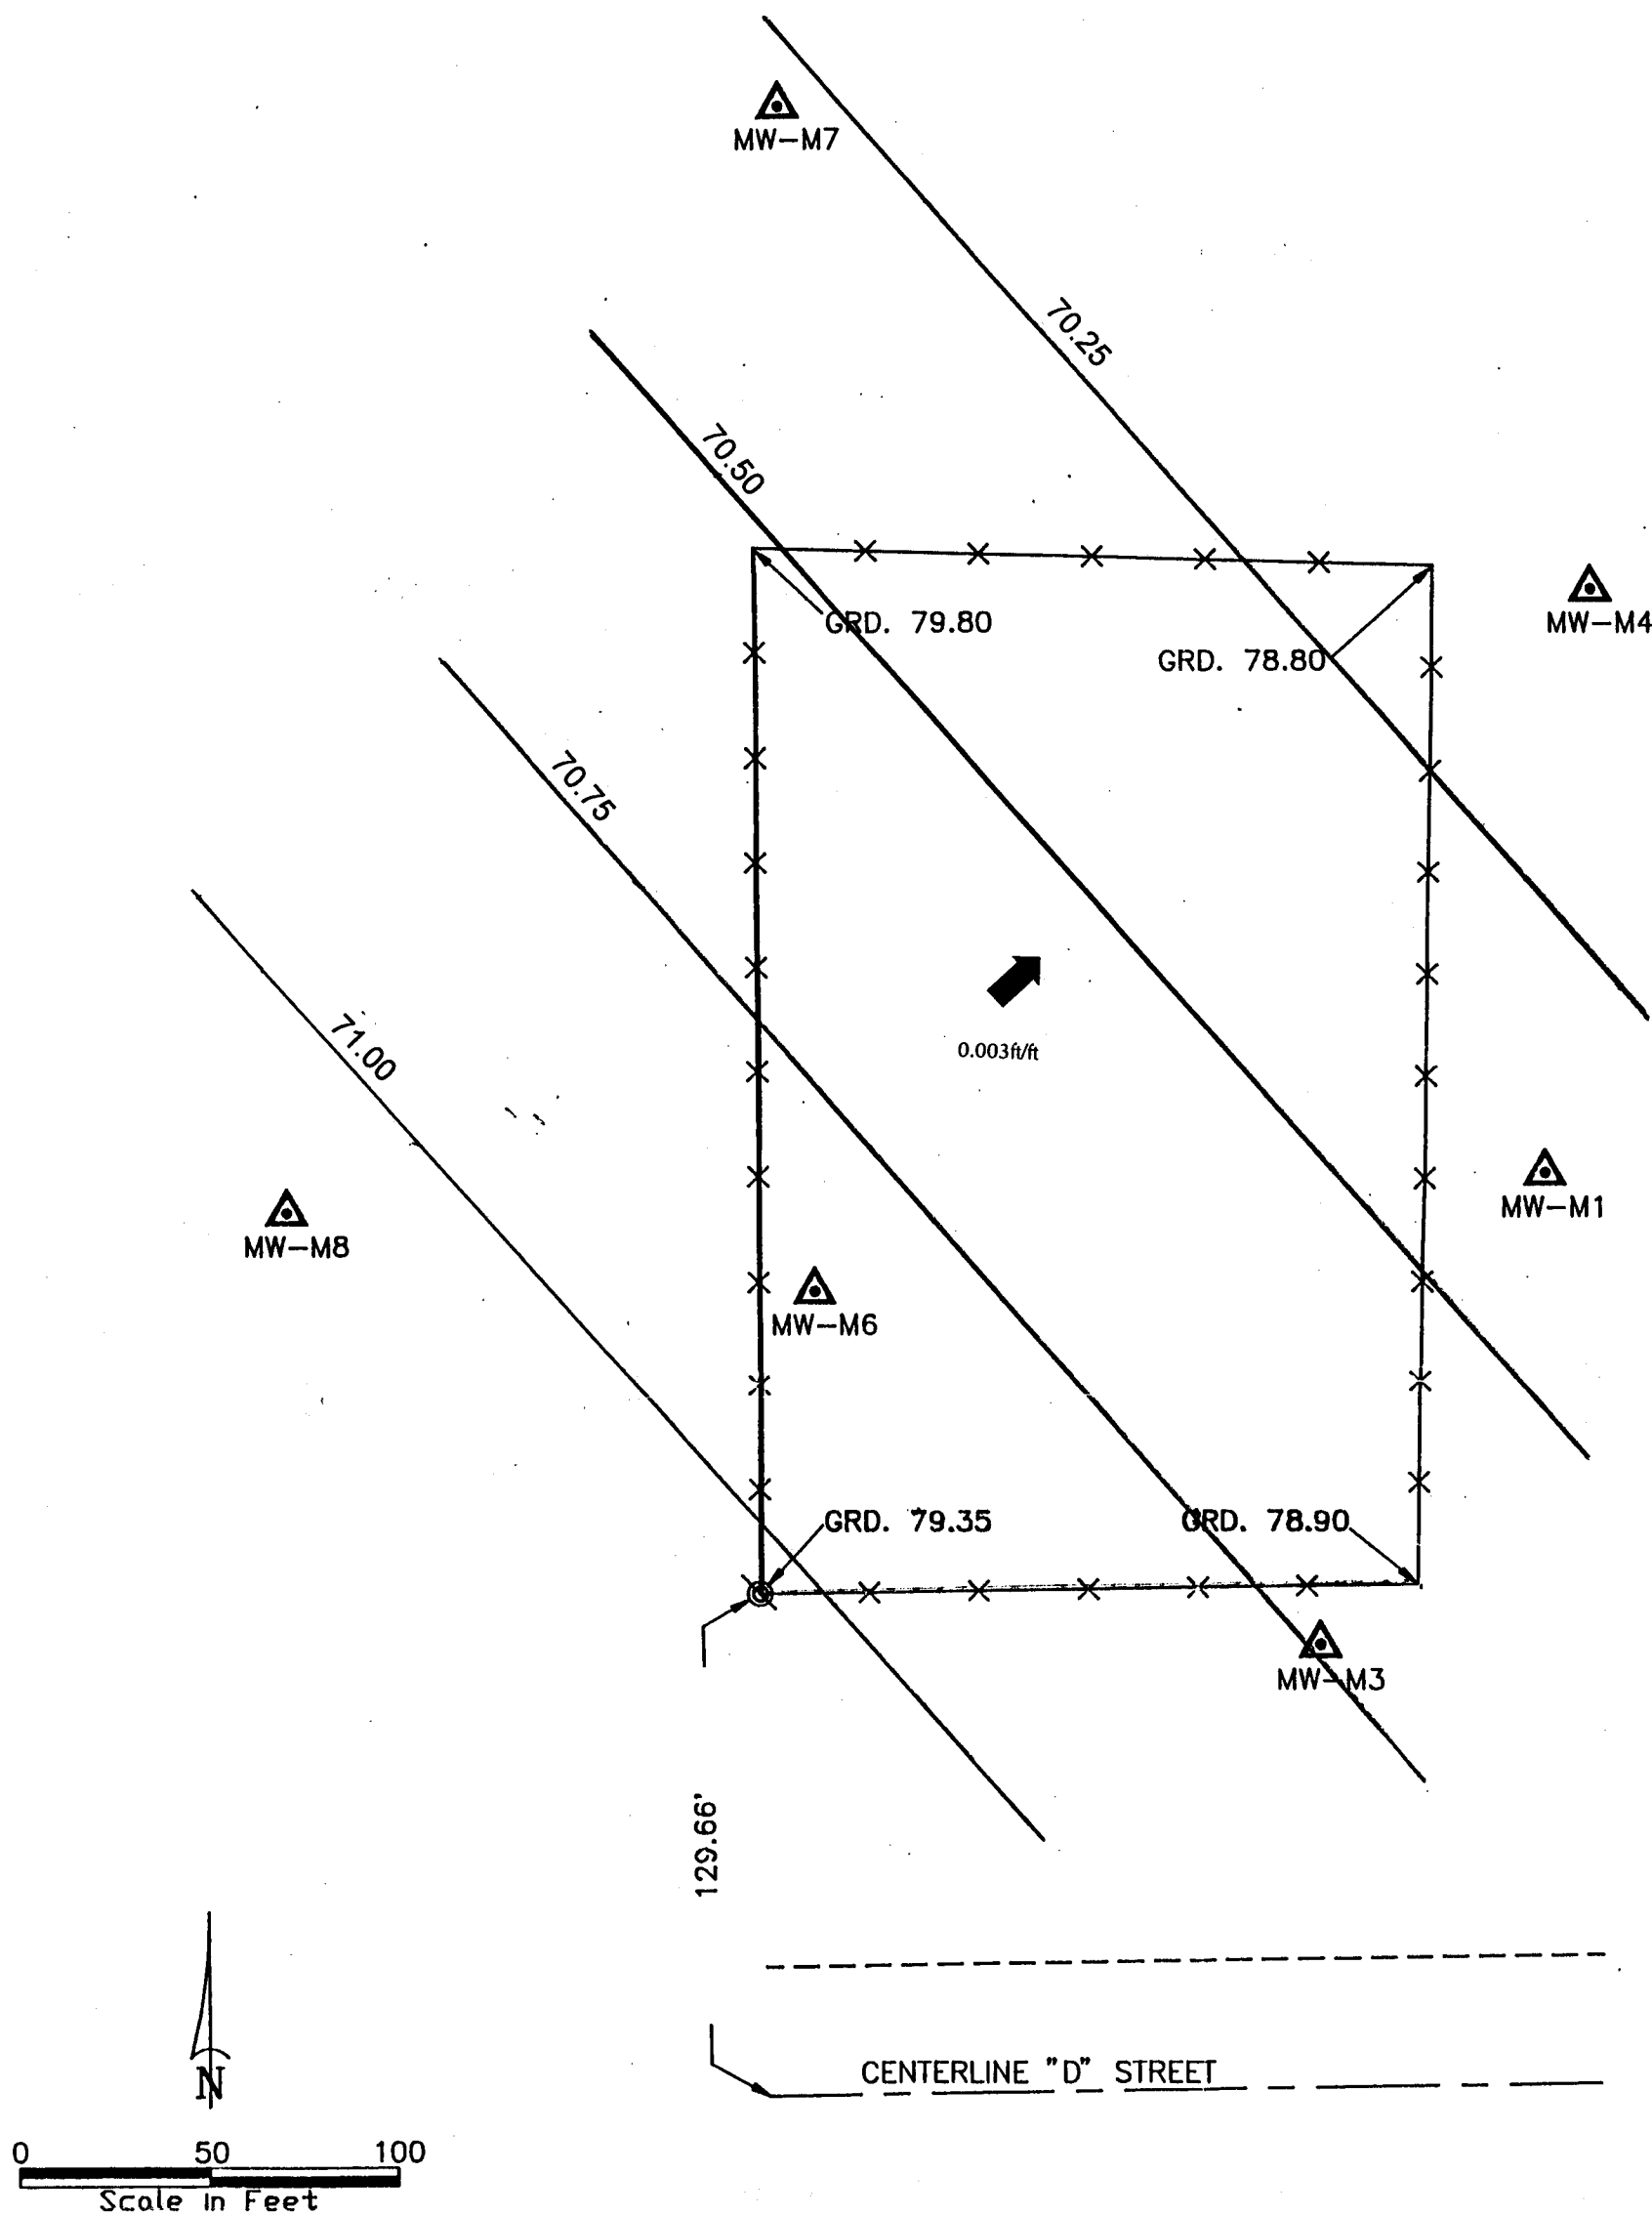 MW-M7
70.25
70.50
MW-M4
GRD. 79.80
GRD. 78.80
70.75
71.00
0.003ft/ft
MW-M1
MW-M8
MW-M6
GRD. 79.35
GRD. 78.90
MW-M3
129.66'
CENTERLINE "D" STREET
N
0 50 100
Scale in Feet